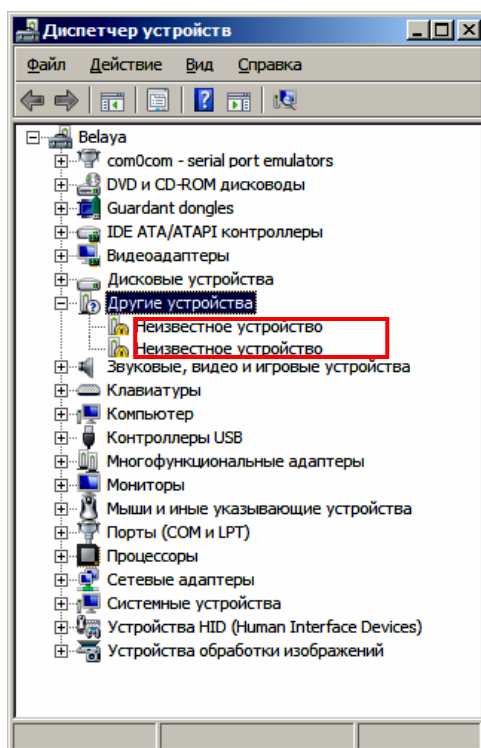 Диспетчер устройств
Файл Действие Вид Справка
Belaya
com0com - serial port emulators
DVD и CD-ROM дисководы
Guardant dongles
IDE ATA/ATAPI контроллеры
Видеоадаптеры
Дисковые устройства
Другие устройства
Неизвестное устройство
Неизвестное устройство
Звуковые, видео и игровые устройства
Клавиатуры
Компьютер
Контроллеры USB
Многофункциональные адаптеры
Мониторы
Мыши и иные указывающие устройства
Порты (COM и LPT)
Процессоры
Сетевые адаптеры
Системные устройства
Устройства HID (Human Interface Devices)
Устройства обработки изображений